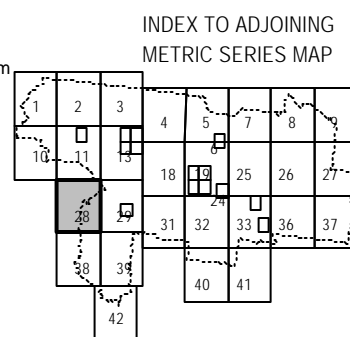 INDEX TO ADJOINING
METRIC SERIES MAP
m
1 2 3 4 5 7 8 9
6
10 11 13 18 19 25 26 27
24
28 29 31 32 33 36 37
38 39 40 41
42